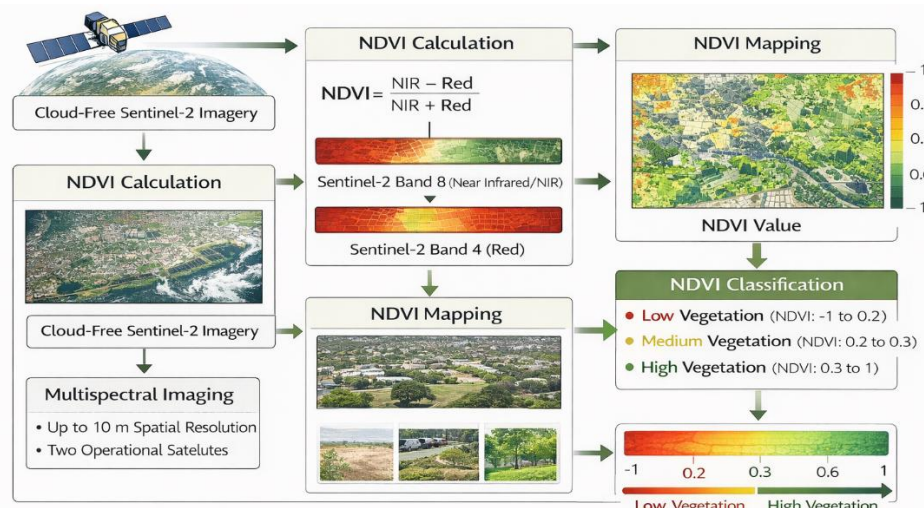 Cloud-Free Sentinel-2 Imagery
NDVI Calculation
Cloud-Free Sentinel-2 Imagery
Multispectral Imaging
• Up to 10 m Spatial Resolution
• Two Operational Satelutes
NDVI Calculation
NDVI = NIR – Red
NIR + Red
Sentinel-2 Band 8 (Near Infrared/NIR)
Sentinel-2 Band 4 (Red)
NDVI Mapping
NDVI Mapping
NDVI Value
NDVI Classification
• Low Vegetation (NDVI: -1 to 0.2)
• Medium Vegetation (NDVI: 0.2 to 0.3)
• High Vegetation (NDVI: 0.3 to 1)
-1 0.2 0.3 0.6 1
Low Vegetation High Vegetation